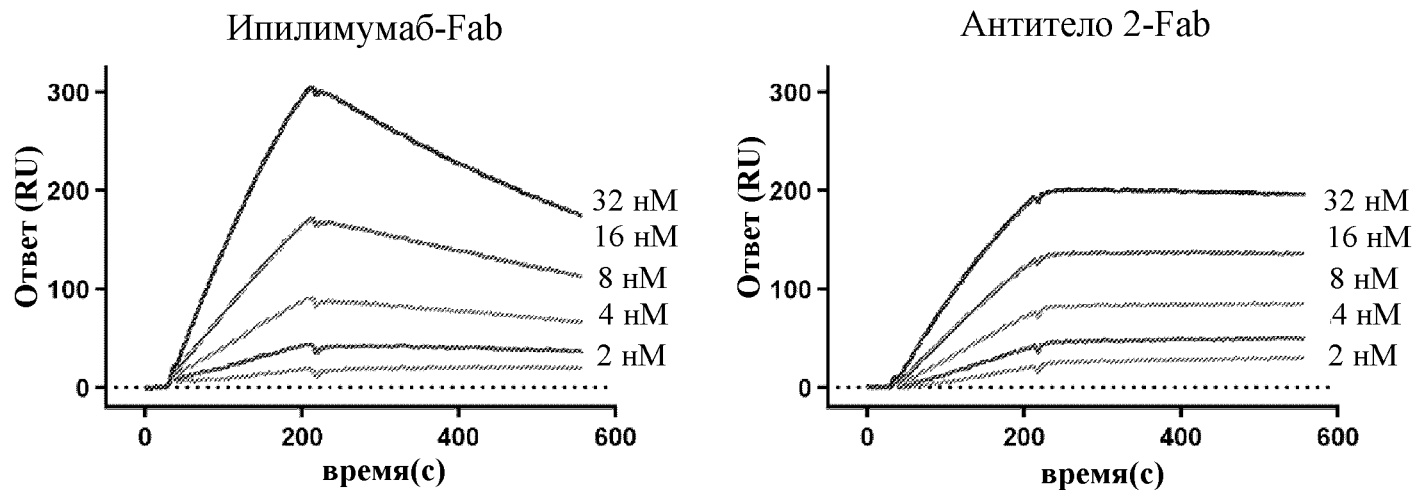 Ипилимумаб-Fab
300
200
100
0
Ответ (RU)
32 нМ
16 нМ
8 нМ
4 нМ
2 нМ
0 200 400 600
время(с)
Антитело 2-Fab
300
200
100
0
Ответ (RU)
32 нМ
16 нМ
8 нМ
4 нМ
2 нМ
0 200 400 600
время(с)